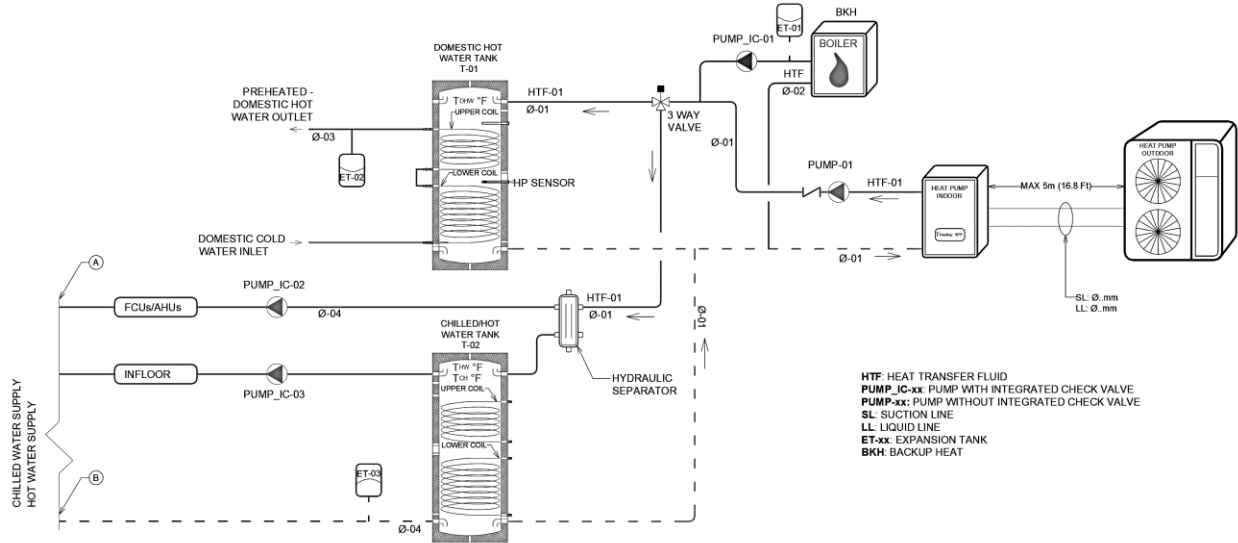 BKH
ET-01
PUMP_IC-01
BOILER
HTF
Ø-02
DOMESTIC HOT
WATER TANK
T-01
HTF-01
Ø-01
3 WAY
VALVE
Ø-01
PREHEATED -
DOMESTIC HOT
WATER OUTLET
Ø-03
ET-02
TDHW °F
UPPER COIL
LOWER COIL
HP SENSOR
DOMESTIC COLD
WATER INLET
PUMP-01
HTF-01
HEAT PUMP
INDOOR
MAX 5m (16.8 Ft)
HEAT PUMP
OUTDOOR
Ø-01
SL: Ø..mm
LL: Ø..mm
A
FCUs/AHUs
PUMP_IC-02
Ø-04
HTF-01
Ø-01
Ø-01
INFLOOR
PUMP_IC-03
CHILLED/HOT
WATER TANK
T-02
THW °F
TCH °F
UPPER COIL
LOWER COIL
HYDRAULIC
SEPARATOR
CHILLED WATER SUPPLY
HOT WATER SUPPLY
B
ET-03
Ø-04
HTF: HEAT TRANSFER FLUID
PUMP_IC-xx: PUMP WITH INTEGRATED CHECK VALVE
PUMP-xx: PUMP WITHOUT INTEGRATED CHECK VALVE
SL: SUCTION LINE
LL: LIQUID LINE
ET-xx: EXPANSION TANK
BKH: BACKUP HEAT